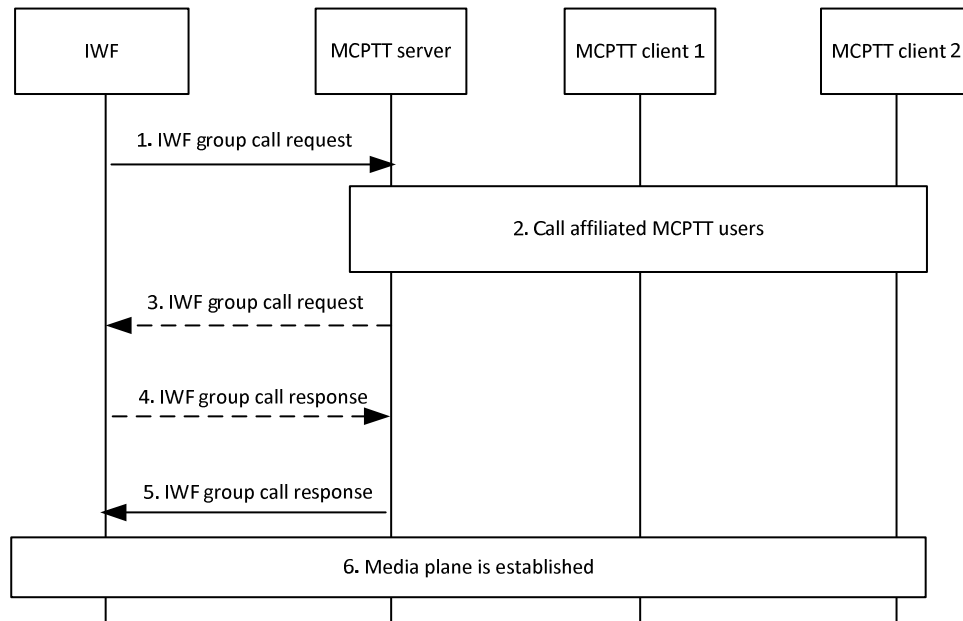 IWF
MCPTT server
MCPTT client 1
MCPTT client 2
1. IWF group call request
2. Call affiliated MCPTT users
3. IWF group call request
4. IWF group call response
5. IWF group call response
6. Media plane is established